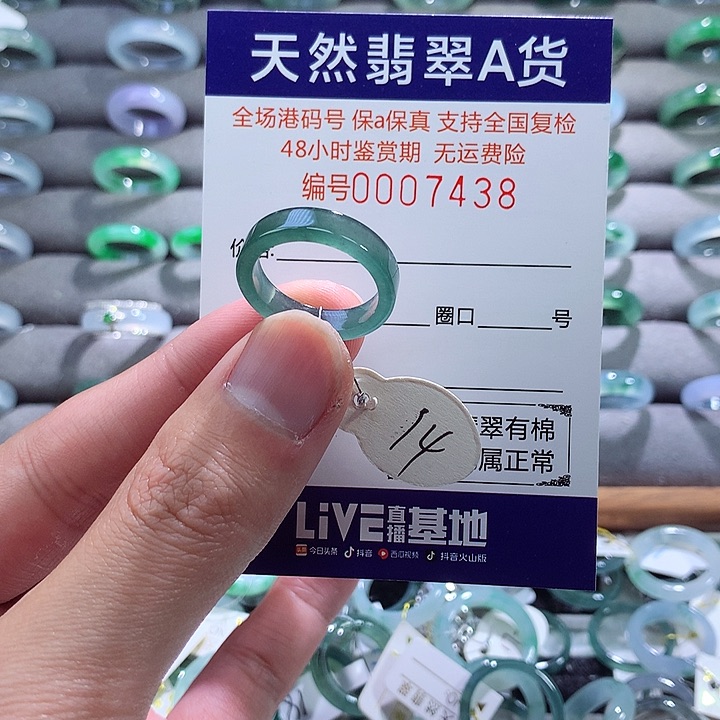 天然翡翠A货
全场港码号 保a保真 支持全国复检
48小时鉴赏期 无运费险
编号0007438
价
圈口 号
14
翠有棉
属正常
LiVE直播基地
今日头条 抖音 西瓜视频 抖音火山版